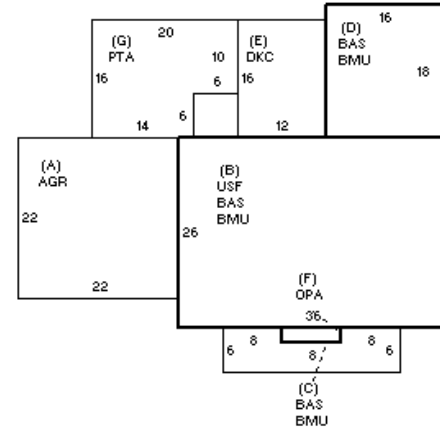 16
20
(G)
PTA
(E)
DKC
(D)
BAS
BMU
10
18
16
6
16
6
14
12
(A)
AGR
(B)
USF
BAS
BMU
22
26
(F)
OPA
22
36
8
8
6
8
6
(C)
BAS
BMU